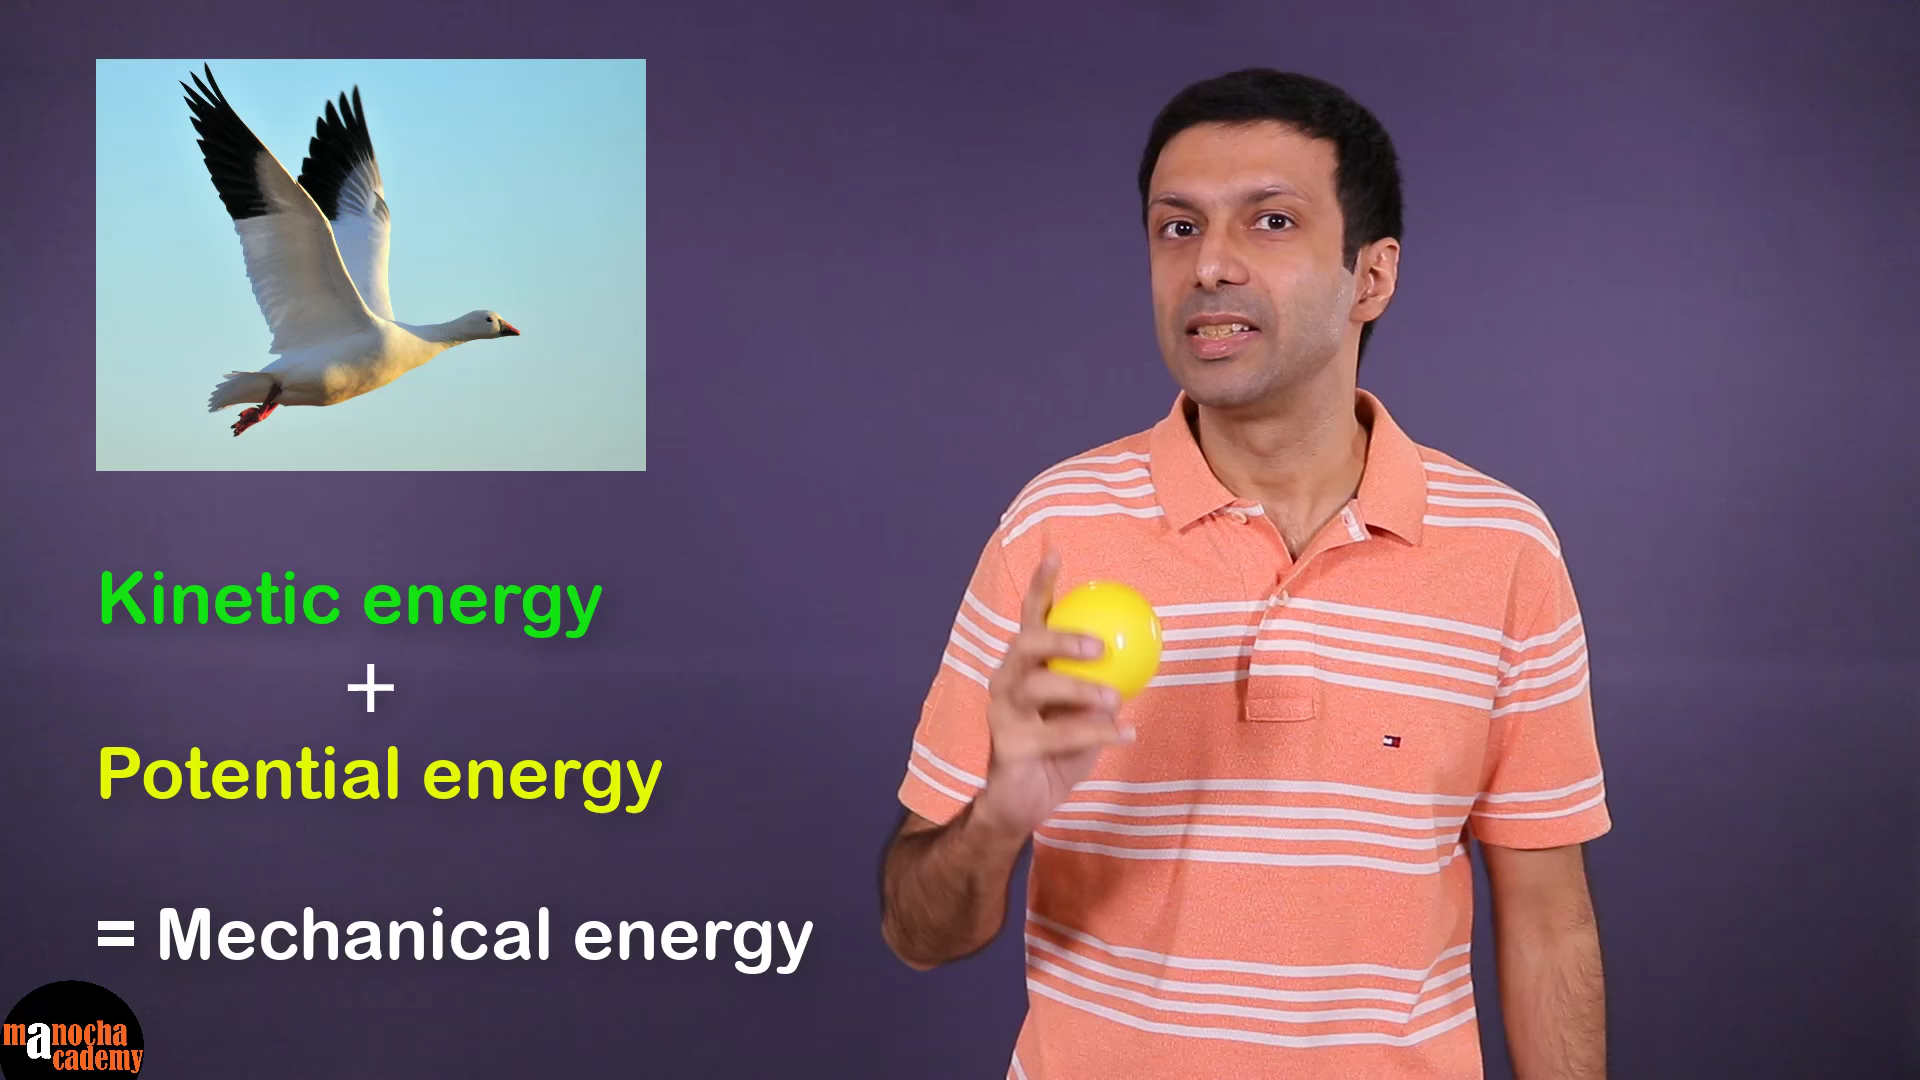 Kinetic energy
+
Potential energy
= Mechanical energy
manocha
academy